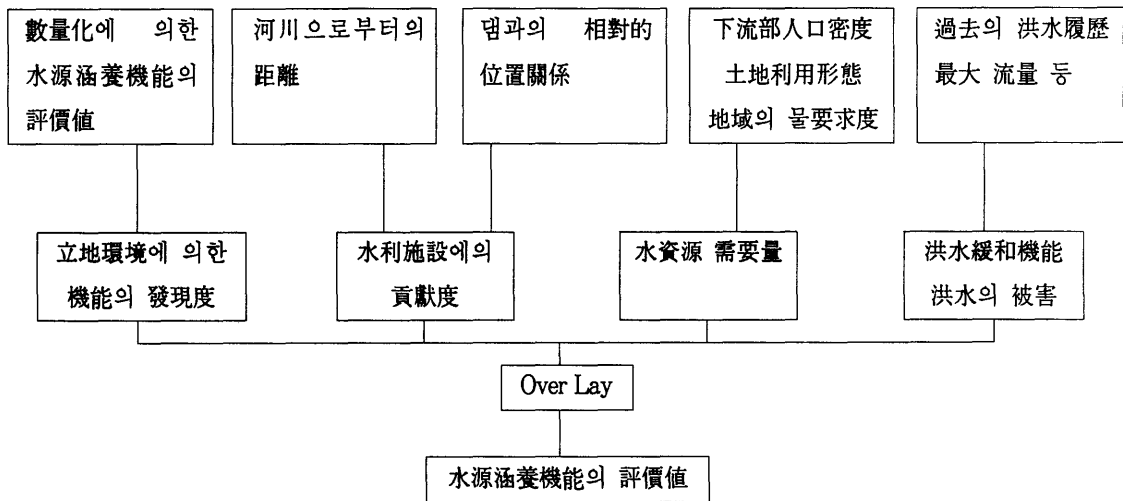 數量化에 의한
水源涵養機能의
評價値
河川으로부터의
距離
댐과의 相對的
位置關係
下流部人口密度
土地利用形態
地域의 물要求度
過去의 洪水履歷
最大 流量 등
立地環境에 의한
機能의 發現度
水利施設에의
貢獻度
水資源 需要量
洪水緩和機能
洪水의 被害
Over Lay
水源涵養機能의 評價値